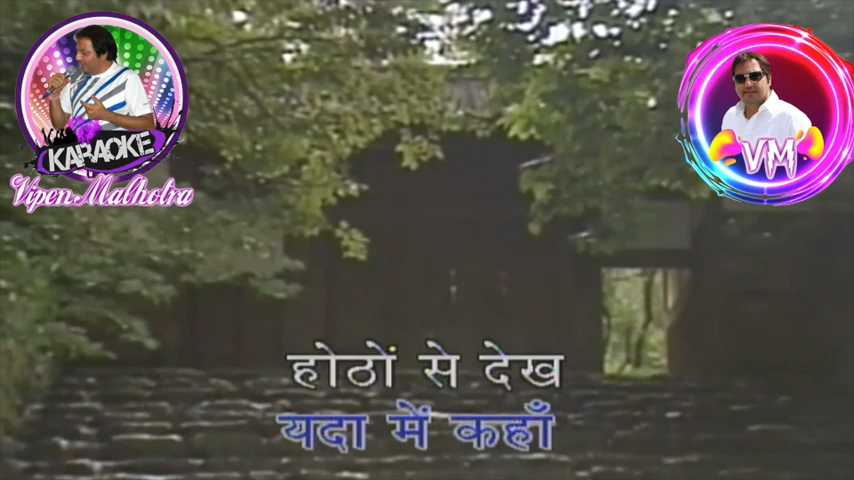 KARAOKE
Vipen Malhotra
VM
होठों से देख
यदा में कहाँ